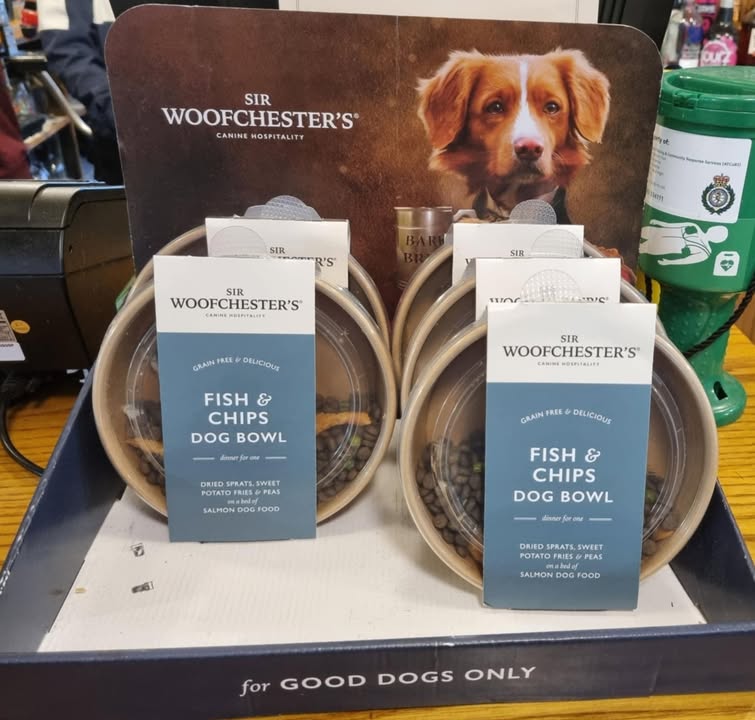 SIR
WOOFCHESTER'S®
CANINE HOSPITALITY
SIR
SIR
SIR
WOOFCHESTER'S®
CANINE HOSPITALITY
GRAIN FREE & DELICIOUS
FISH &
CHIPS
DOG BOWL
dinner for one
DRIED SPRATS, SWEET
POTATO FRIES & PEAS
on a bed of
SALMON DOG FOOD
SIR
WOOFCHESTER'S®
CANINE HOSPITALITY
GRAIN FREE & DELICIOUS
FISH &
CHIPS
DOG BOWL
dinner for one
DRIED SPRATS, SWEET
POTATO FRIES & PEAS
on a bed of
SALMON DOG FOOD
for GOOD DOGS ONLY